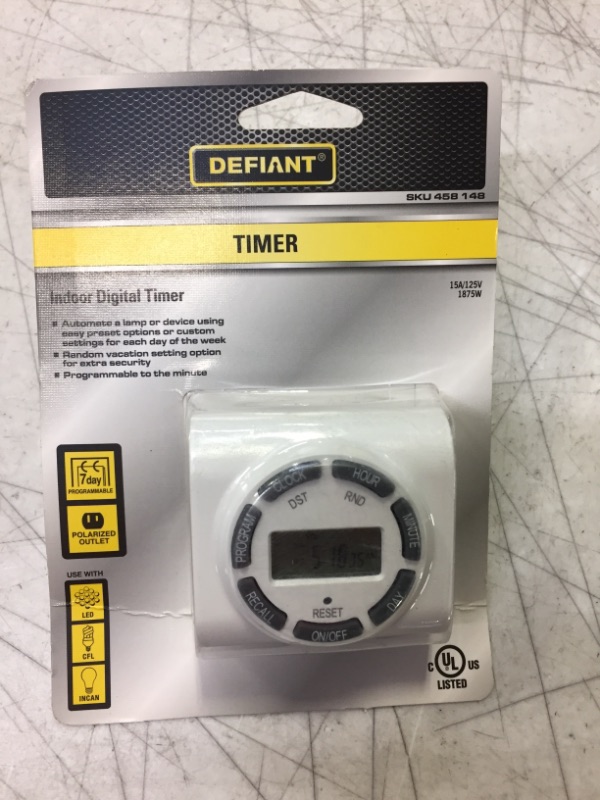 DEFIANT®
SKU 458 148
TIMER
Indoor Digital Timer
15A/125V
1875W
Automate a lamp or device using
easy preset options or custom
settings for each day of the week
Random vacation setting option
for extra security
Programmable to the minute
7day
PROGRAMMABLE
POLARIZED
OUTLET
USE WITH
LED
CFL
INCAN
CLOCK
HOUR
DST
RND
PROGRAM
MINUTE
RECALL
DAY
RESET
ON/OFF
C UL US
LISTED